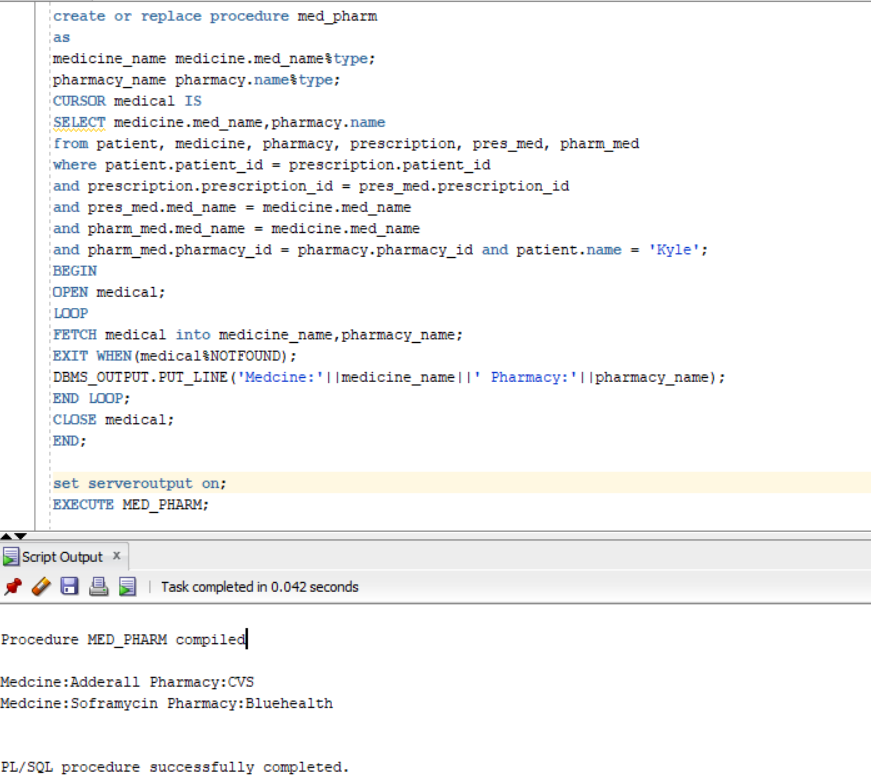 create or replace procedure med_pharm
as
medicine_name medicine.med_name%type;
pharmacy_name pharmacy.name%type;
CURSOR medical IS
SELECT medicine.med_name,pharmacy.name
from patient, medicine, pharmacy, prescription, pres_med, pharm_med
where patient.patient_id = prescription.patient_id
and prescription.prescription_id = pres_med.prescription_id
and pres_med.med_name = medicine.med_name
and pharm_med.med_name = medicine.med_name
and pharm_med.pharmacy_id = pharmacy.pharmacy_id and patient.name = 'Kyle';
BEGIN
OPEN medical;
LOOP
FETCH medical into medicine_name,pharmacy_name;
EXIT WHEN(medical%NOTFOUND);
DBMS_OUTPUT.PUT_LINE('Medcine:'||medicine_name||' Pharmacy:'||pharmacy_name);
END LOOP;
CLOSE medical;
END;
set serveroutput on;
EXECUTE MED_PHARM;
Script Output x
Task completed in 0.042 seconds
Procedure MED_PHARM compiled
Medcine:Adderall Pharmacy:CVS
Medcine:Soframycin Pharmacy:Bluehealth
PL/SQL procedure successfully completed.